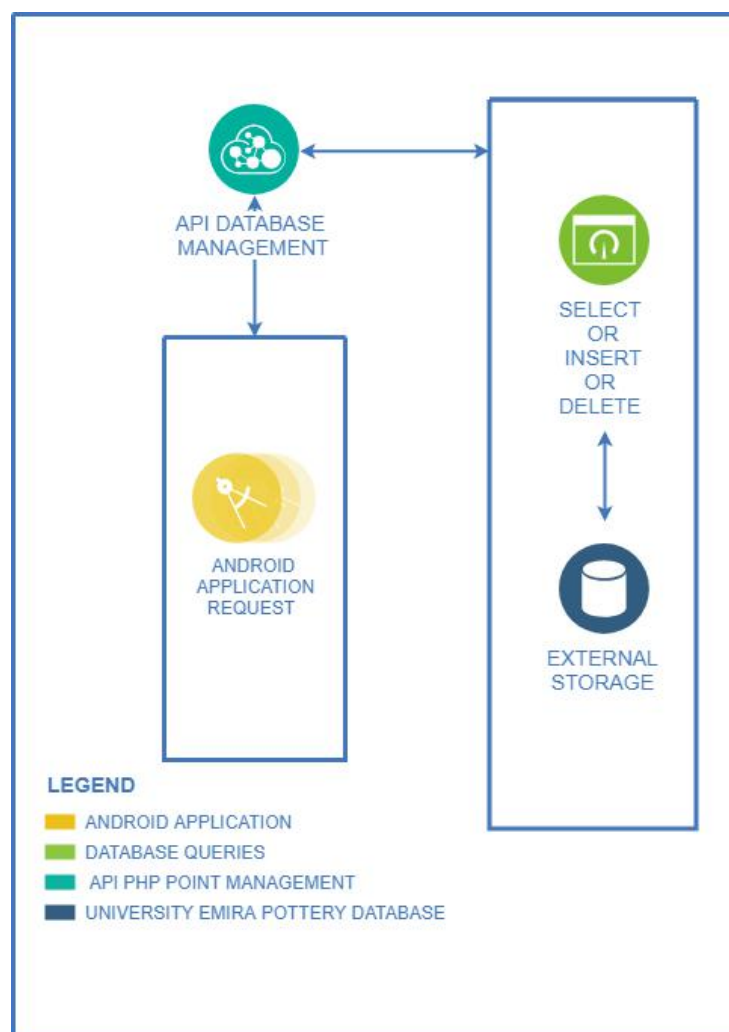 API DATABASE
MANAGEMENT
SELECT
OR
INSERT
OR
DELETE
ANDROID
APPLICATION
REQUEST
EXTERNAL
STORAGE
LEGEND
ANDROID APPLICATION
DATABASE QUERIES
API PHP POINT MANAGEMENT
UNIVERSITY EMIRA POTTERY DATABASE